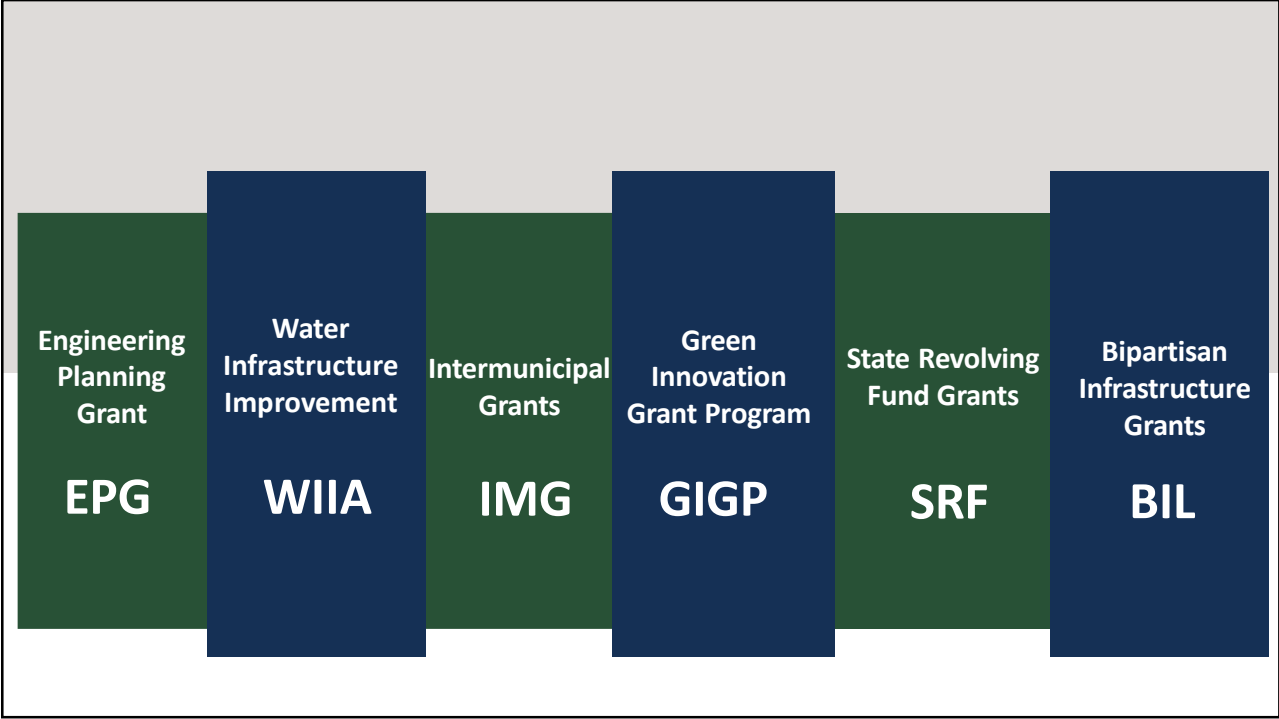 Engineering
Planning
Grant
EPG
Water
Infrastructure
Improvement
WIIA
Intermunicipal
Grants
IMG
Green
Innovation
Grant Program
GIGP
State Revolving
Fund Grants
SRF
Bipartisan
Infrastructure
Grants
BIL